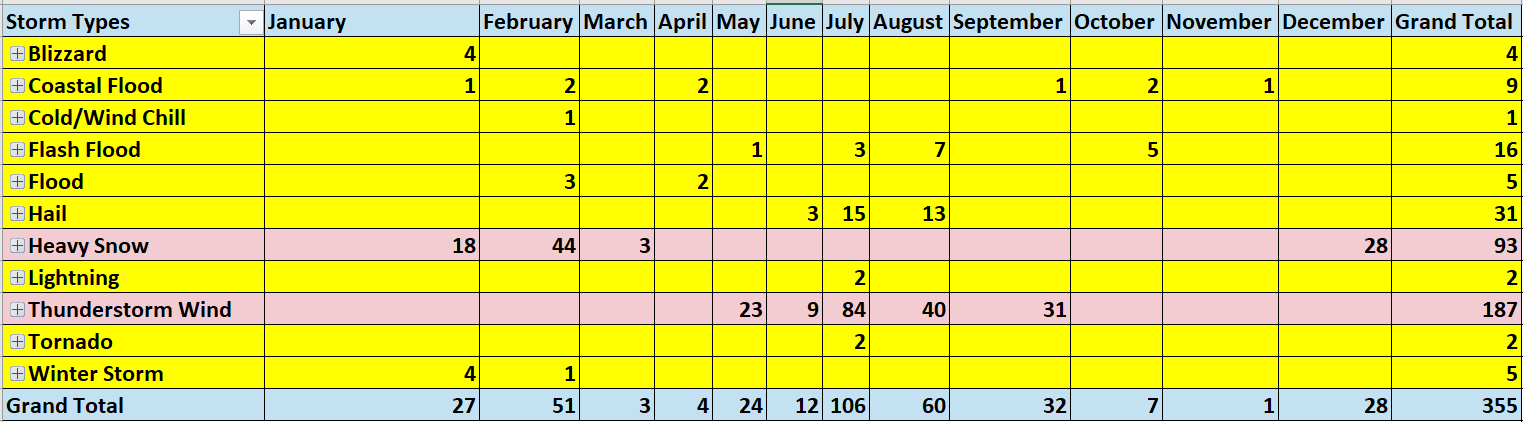 Storm Types January February March April May June July August September October November December Grand Total
Blizzard 4 4
Coastal Flood 1 2 2 1 2 1 9
Cold/Wind Chill 1 1
Flash Flood 1 3 7 5 16
Flood 3 2 5
Hail 3 15 13 31
Heavy Snow 18 44 3 28 93
Lightning 2 2
Thunderstorm Wind 23 9 84 40 31 187
Tornado 2 2
Winter Storm 4 1 5
Grand Total 27 51 3 4 24 12 106 60 32 7 1 28 355